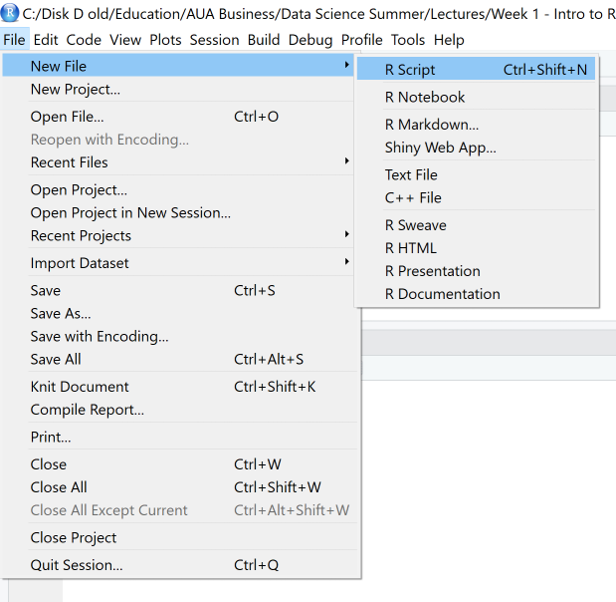 C:/Disk D old/Education/AUA Business/Data Science Summer/Lectures/Week 1 - Intro to R
File Edit Code View Plots Session Build Debug Profile Tools Help
New File
New Project...
Open File... Ctrl+O
Reopen with Encoding...
Recent Files
Open Project...
Open Project in New Session...
Recent Projects
Import Dataset
Save Ctrl+S
Save As...
Save with Encoding...
Save All Ctrl+Alt+S
Knit Document Ctrl+Shift+K
Compile Report...
Print...
Close Ctrl+W
Close All Ctrl+Shift+W
Close All Except Current Ctrl+Alt+Shift+W
Close Project
Quit Session... Ctrl+Q
R Script Ctrl+Shift+N
R Notebook
R Markdown...
Shiny Web App...
Text File
C++ File
R Sweave
R HTML
R Presentation
R Documentation